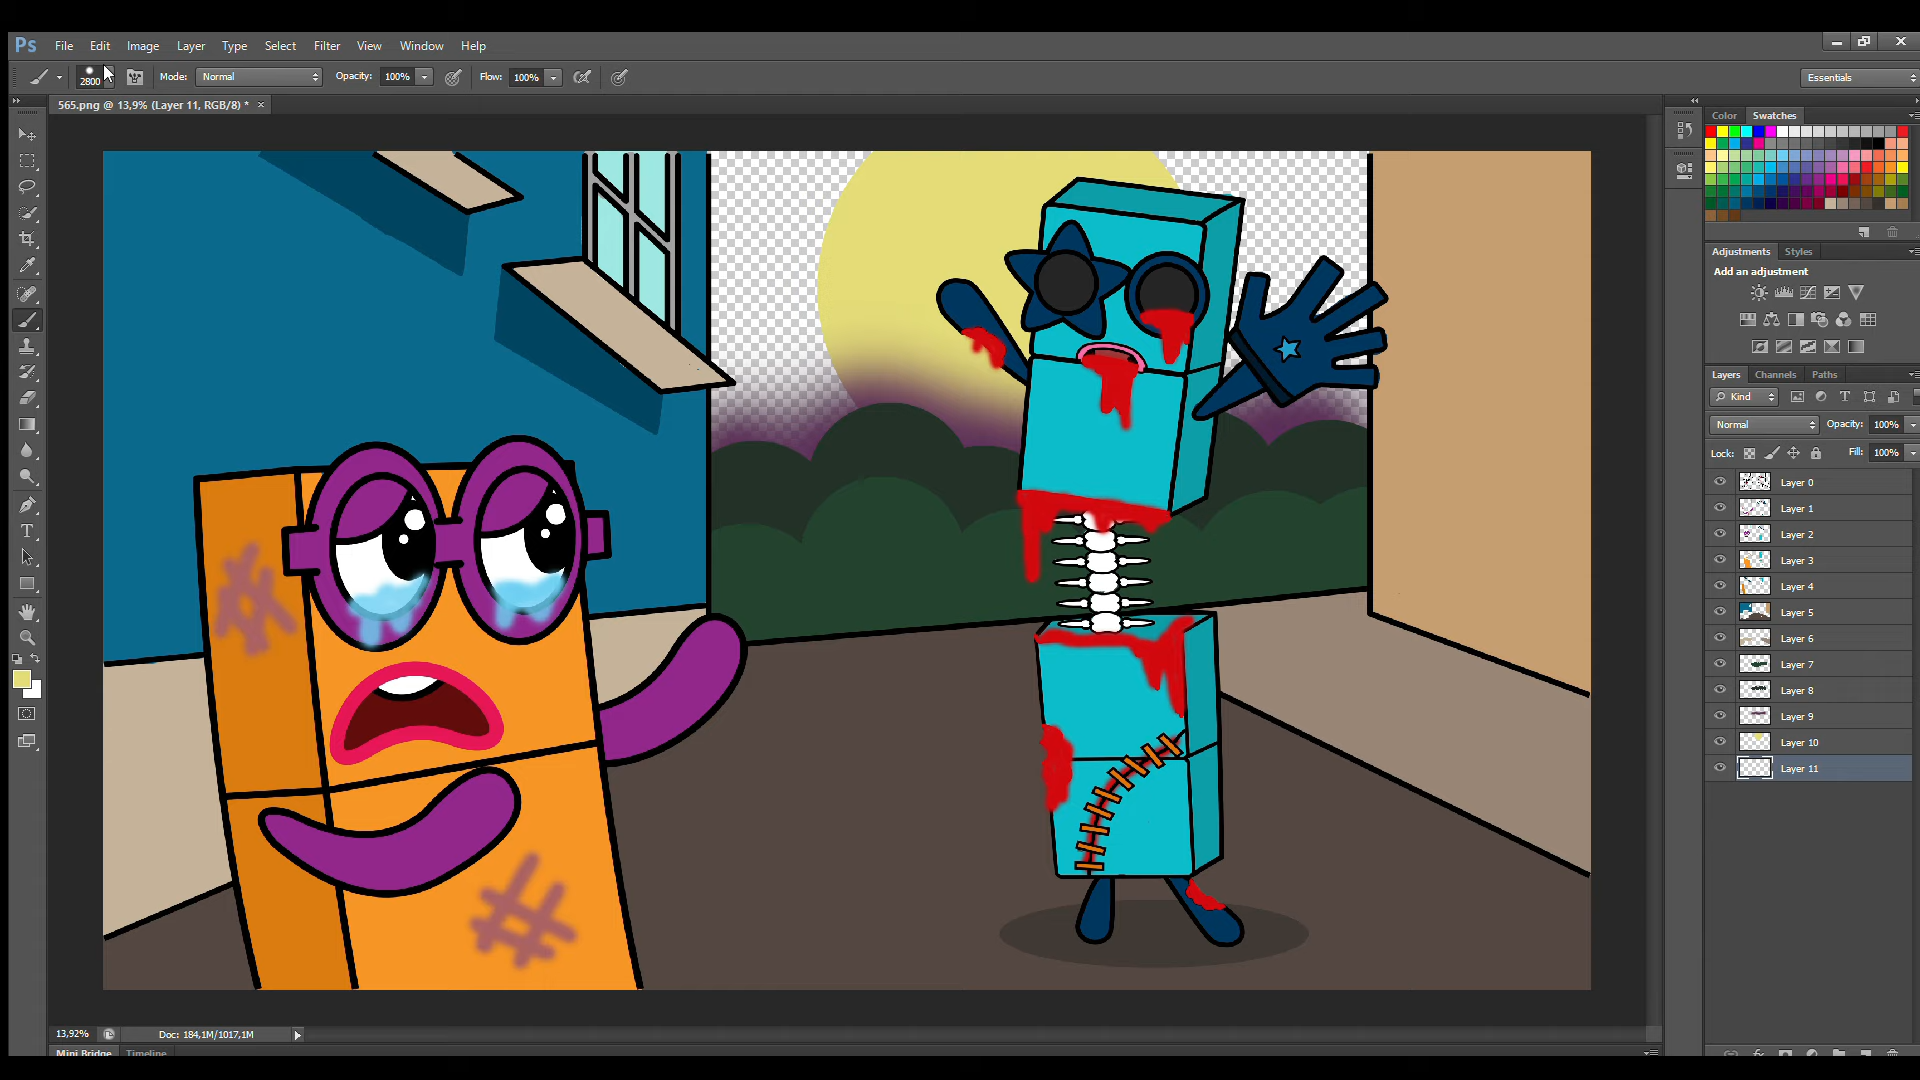 Ps File Edit Image Layer Type Select Filter View Window Help
2800 Mode: Normal Opacity: 100% Flow: 100% Essentials
565.png @ 13,9% (Layer 11, RGB/8) * ×
Color Swatches
Adjustments Styles
Add an adjustment
Layers Channels Paths
Kind
Normal Opacity: 100%
Lock: Fill: 100%
Layer 0
Layer 1
Layer 2
Layer 3
Layer 4
Layer 5
Layer 6
Layer 7
Layer 8
Layer 9
Layer 10
Layer 11
13,92% Doc: 184,1M/1017,1M
Mini Bridge Timeline